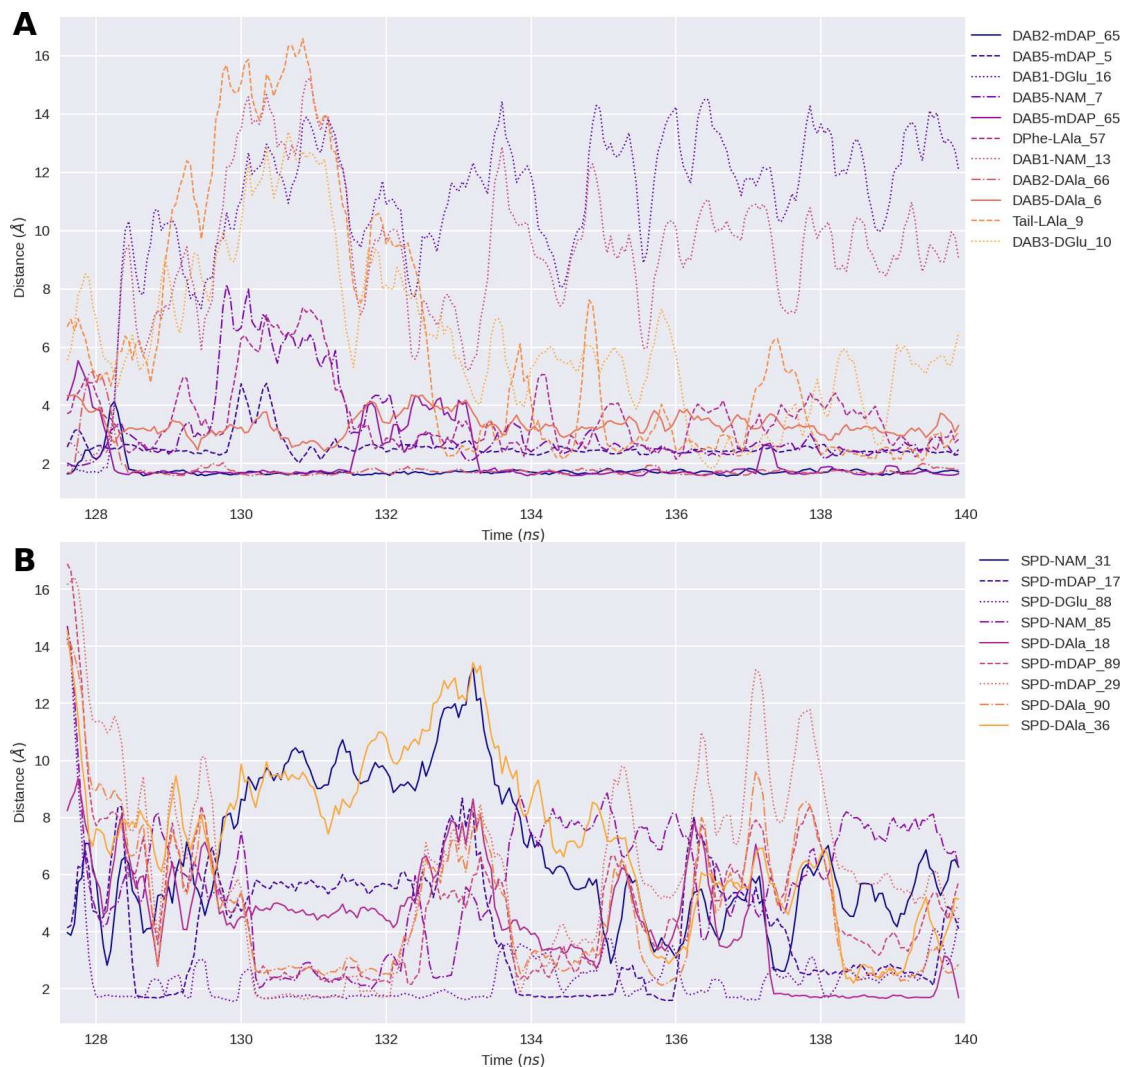 A
16
14
12
10
8
6
4
2
Distance (Å)
128 130 132 134 136 138 140
Time (ns)
DAB2-mDAP_65
DAB5-mDAP_5
DAB1-DGlu_16
DAB5-NAM_7
DAB5-mDAP_65
DPhe-LAla_57
DAB1-NAM_13
DAB2-DAla_66
DAB5-DAla_6
Tail-LAla_9
DAB3-DGlu_10
B
16
14
12
10
8
6
4
2
Distance (Å)
128 130 132 134 136 138 140
Time (ns)
SPD-NAM_31
SPD-mDAP_17
SPD-DGlu_88
SPD-NAM_85
SPD-DAla_18
SPD-mDAP_89
SPD-mDAP_29
SPD-DAla_90
SPD-DAla_36